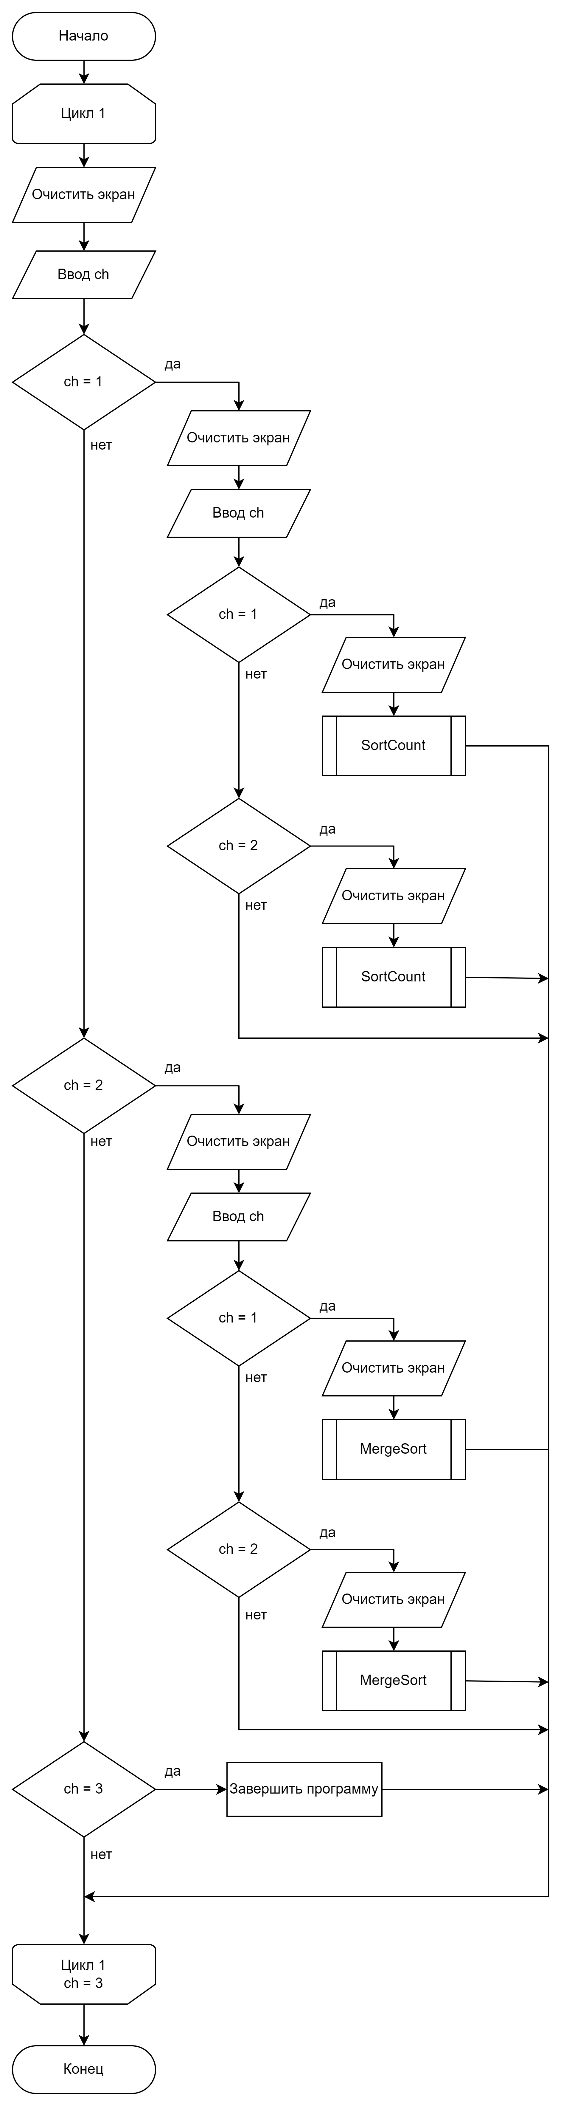 Начало
Цикл 1
Очистить экран
Ввод ch
ch = 1
да
нет
Очистить экран
Ввод ch
ch = 1
да
нет
Очистить экран
SortCount
ch = 2
да
нет
Очистить экран
SortCount
ch = 2
да
нет
Очистить экран
Ввод ch
ch = 1
да
нет
Очистить экран
MergeSort
ch = 2
да
нет
Очистить экран
MergeSort
ch = 3
да
нет
Завершить программу
Цикл 1
ch = 3
Конец